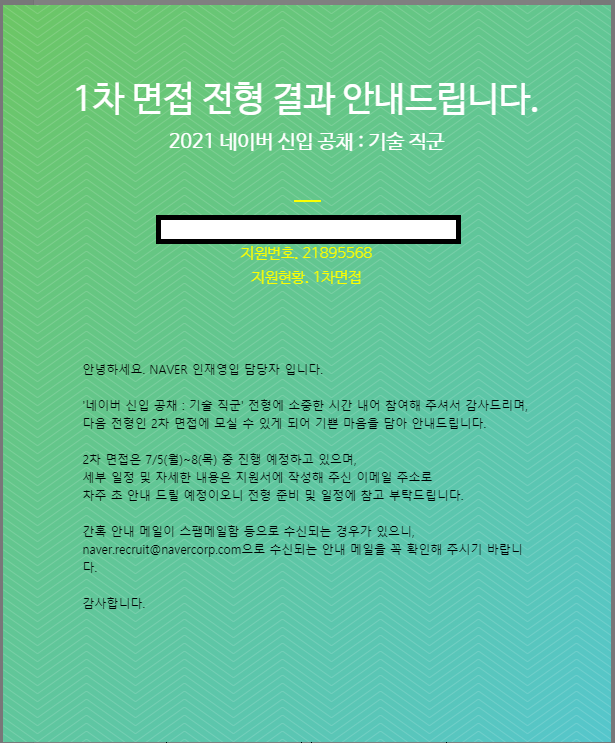 1차 면접 전형 결과 안내드립니다.
2021 네이버 신입 공채 : 기술 직군
지원번호. 21895568
지원현황. 1차면접
안녕하세요. NAVER 인재영입 담당자 입니다.
'네이버 신입 공채 : 기술 직군' 전형에 소중한 시간 내어 참여해 주셔서 감사드리며,
다음 전형인 2차 면접에 모실 수 있게 되어 기쁜 마음을 담아 안내드립니다.
2차 면접은 7/5(월)~8(목) 중 진행 예정하고 있으며,
세부 일정 및 자세한 내용은 지원서에 작성해 주신 이메일 주소로
차주 초 안내 드릴 예정이오니 전형 준비 및 일정에 참고 부탁드립니다.
간혹 안내 메일이 스팸메일함 등으로 수신되는 경우가 있으니,
naver.recruit@navercorp.com으로 수신되는 안내 메일을 꼭 확인해 주시기 바랍니
다.
감사합니다.